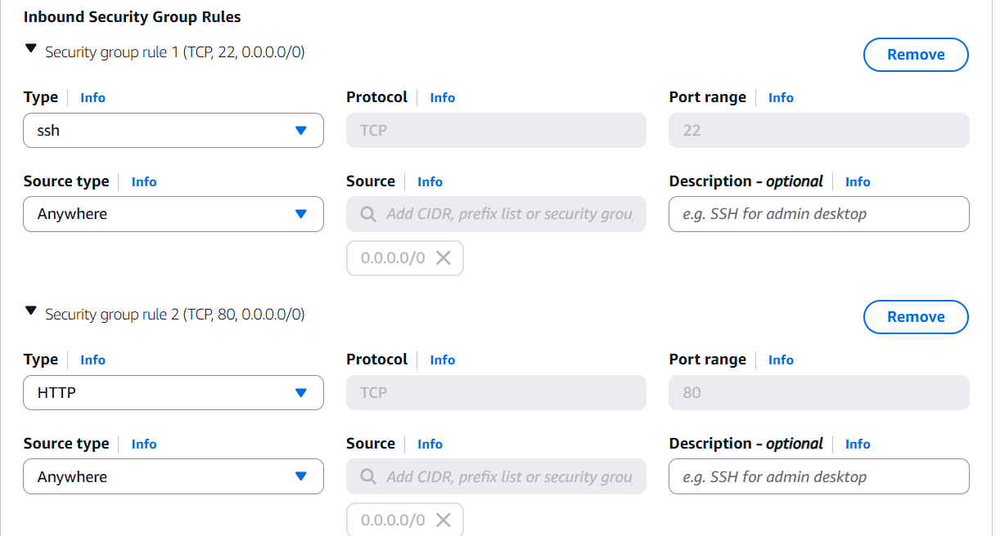 Inbound Security Group Rules
Security group rule 1 (TCP, 22, 0.0.0.0/0)
Remove
Type Info Protocol Info Port range Info
ssh TCP 22
Source type Info Source Info Description - optional Info
Anywhere Add CIDR, prefix list or security grou e.g. SSH for admin desktop
0.0.0.0/0
Security group rule 2 (TCP, 80, 0.0.0.0/0)
Remove
Type Info Protocol Info Port range Info
HTTP TCP 80
Source type Info Source Info Description - optional Info
Anywhere Add CIDR, prefix list or security grou e.g. SSH for admin desktop
0.0.0.0/0